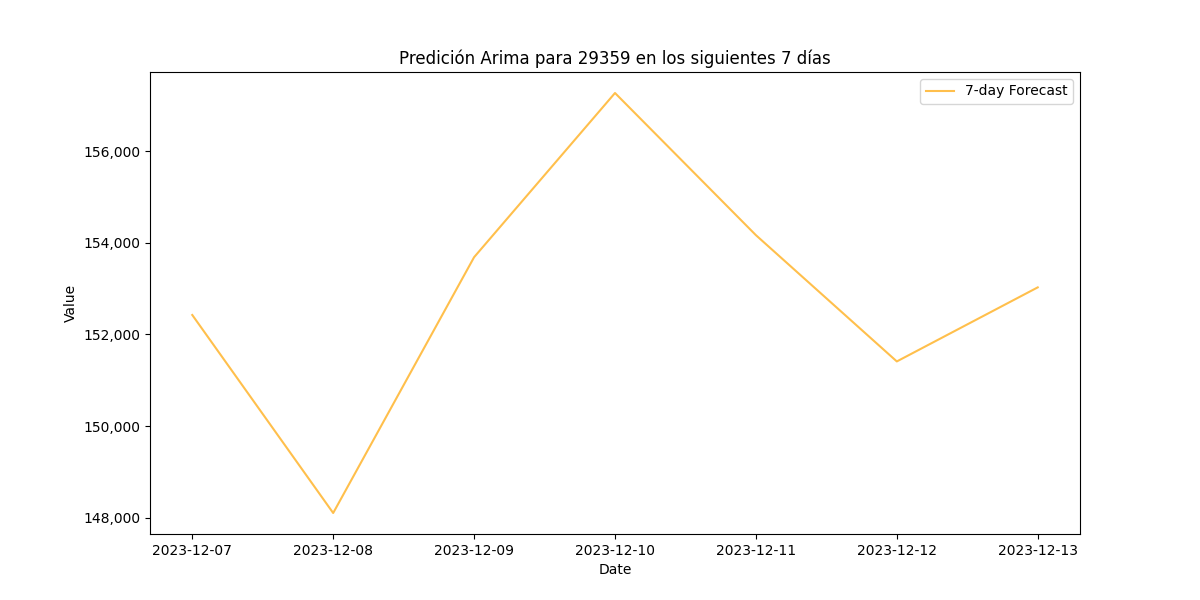 Predición Arima para 29359 en los siguientes 7 días
7-day Forecast
156,000
154,000
152,000
150,000
148,000
Value
2023-12-07 2023-12-08 2023-12-09 2023-12-10 2023-12-11 2023-12-12 2023-12-13
Date